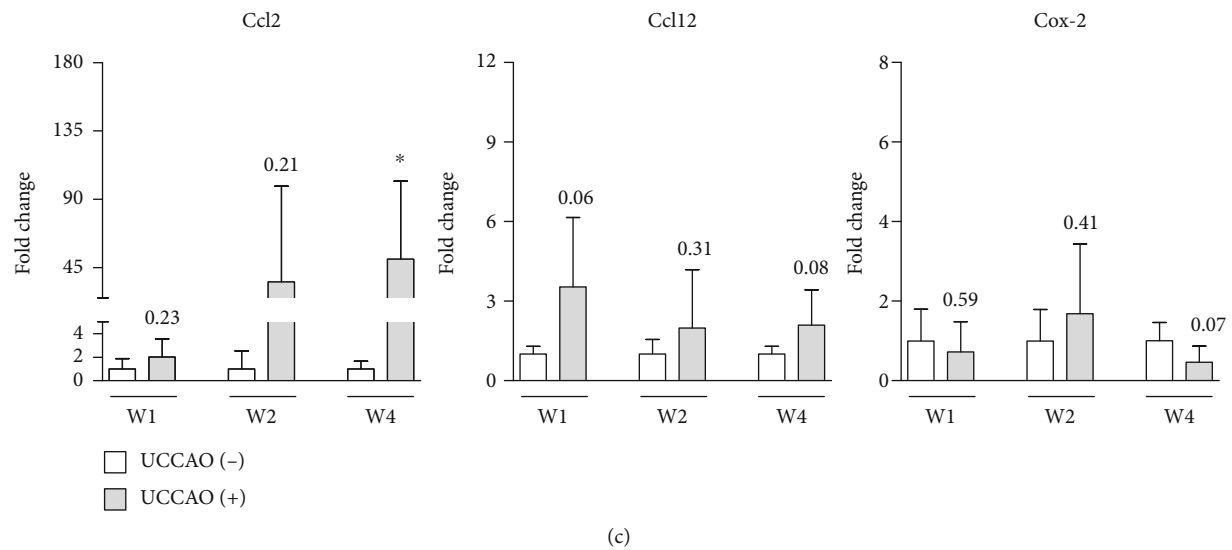 Ccl2
Ccl12
Cox-2
Fold change
180
135
90
45
4
2
0
0.23
0.21
*
W1
W2
W4
Fold change
12
9
6
3
0
0.06
0.31
0.08
W1
W2
W4
Fold change
8
6
4
2
0
0.59
0.41
0.07
W1
W2
W4
UCCAO (–)
UCCAO (+)
(c)